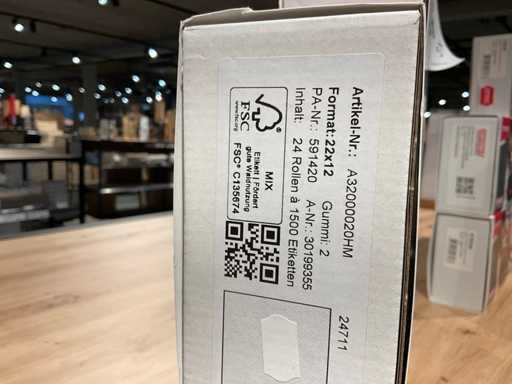 Artikel-Nr.: A32000020HM
Format: 22x12 Gummi: 2
PA-Nr.: 591420 A-Nr.: 30199355
Inhalt: 24 Rollen à 1500 Etiketten
24711
FSC
www.fsc.org
MIX
Etikett | Fördert
gute Waldnutzung
FSC® C135674